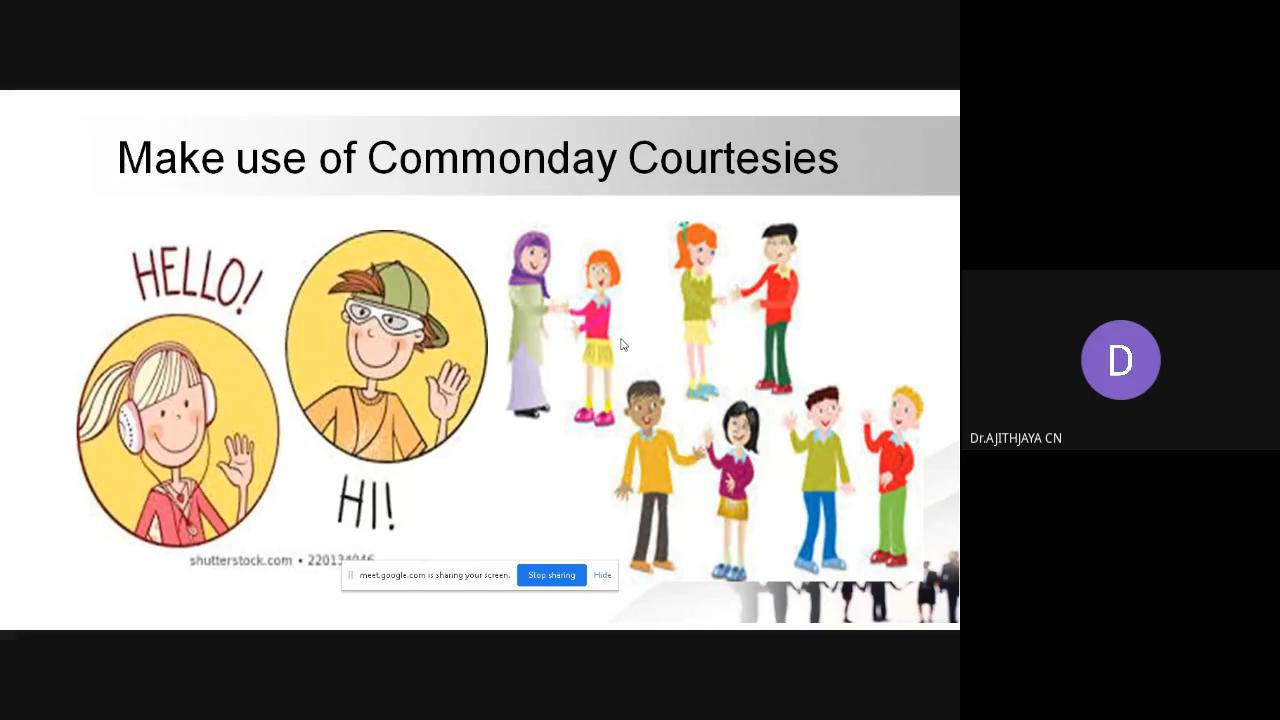 Make use of Commonday Courtesies
HELLO!
HI!
shutterstock.com • 220134046
meet.google.com is sharing your screen.
Stop sharing
Hide
D
Dr.AJITHJAYA CN